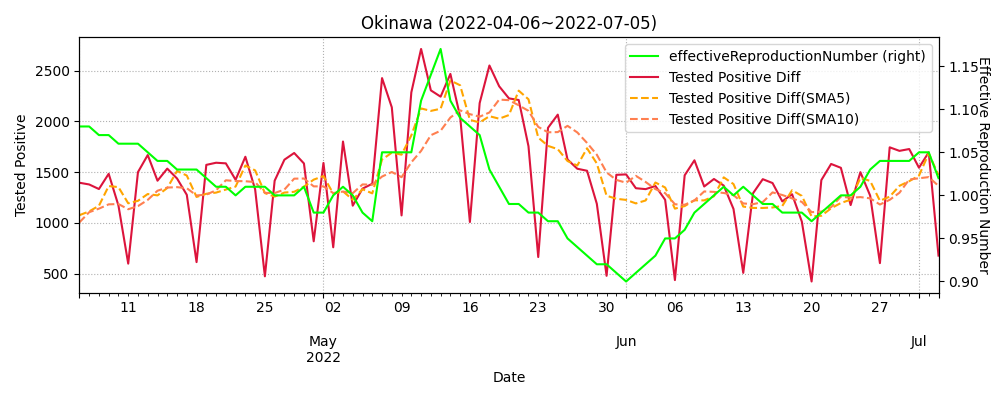 Okinawa (2022-04-06~2022-07-05)
effectiveReproductionNumber (right)
Tested Positive Diff
Tested Positive Diff(SMA5)
Tested Positive Diff(SMA10)
Tested Positive
2500
2000
1500
1000
500
Effective Reproduction Number
1.15
1.10
1.05
1.00
0.95
0.90
11 18 25 02 09 16 23 30 06 13 20 27
May Jun Jul
2022
Date